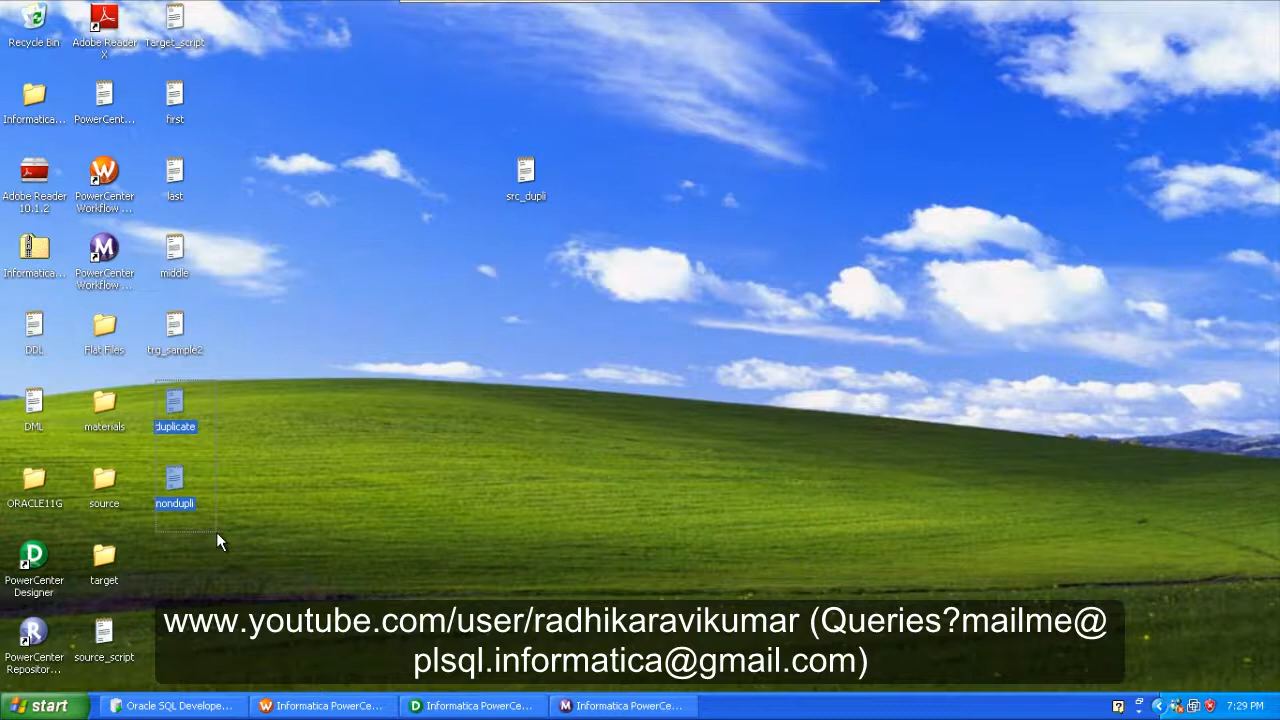 Recycle Bin
Adobe Reader
X
Target_script
Informatica...
PowerCent...
first
Adobe Reader
10.1.2
PowerCenter
Workflow ...
last
src_dupli
Informatica...
PowerCenter
Workflow ...
middle
DDL
Flat Files
trg_sample2
DML
materials
duplicate
ORACLE11G
source
nondupli
PowerCenter
Designer
target
PowerCenter
Repositor...
source_script
www.youtube.com/user/radhikaravikumar (Queries?mailme@
plsql.informatica@gmail.com)
start
Oracle SQL Develope...
Informatica PowerCe...
Informatica PowerCe...
Informatica PowerCe...
7:29 PM